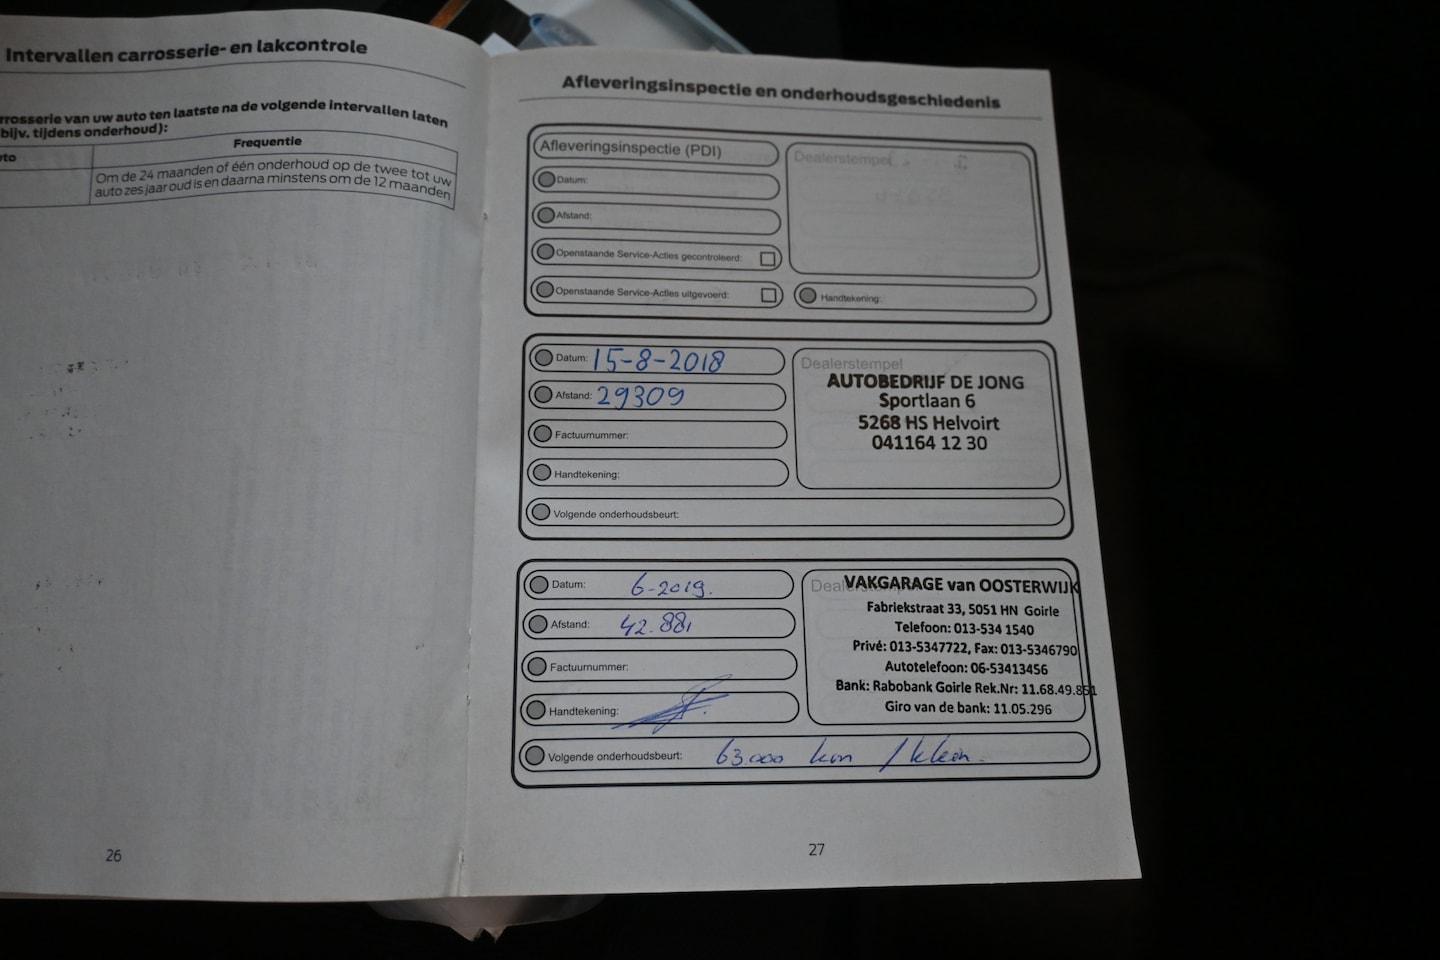 Intervallen carrosserie- en lakcontrole
rrosserie van uw auto ten laatste na de volgende intervallen laten
bijv. tijdens onderhoud):
uto
Frequentie
Om de 24 maanden of één onderhoud op de twee tot uw
auto zes jaar oud is en daarna minstens om de 12 maanden
26
Afleveringsinspectie en onderhoudsgeschiedenis
Afleveringsinspectie (PDI)
Datum:
Afstand:
Openstaande Service-Acties gecontroleerd:
Openstaande Service-Acties uitgevoerd:
Dealerstempel
Handtekening:
Datum: 15-8-2018
Afstand: 29309
Factuurnummer:
Handtekening:
Volgende onderhoudsbeurt:
Dealerstempel
AUTOBEDRIJF DE JONG
Sportlaan 6
5268 HS Helvoirt
041164 12 30
Datum: 6-2019.
Afstand: 42.881
Factuurnummer:
Handtekening:
Volgende onderhoudsbeurt: 63.000 km / klein.
Dealerstempel
VAKGARAGE van OOSTERWIJK
Fabriekstraat 33, 5051 HN Goirle
Telefoon: 013-534 1540
Privé: 013-5347722, Fax: 013-5346790
Autotelefoon: 06-53413456
Bank: Rabobank Goirle Rek.Nr: 11.68.49.851
Giro van de bank: 11.05.296
27